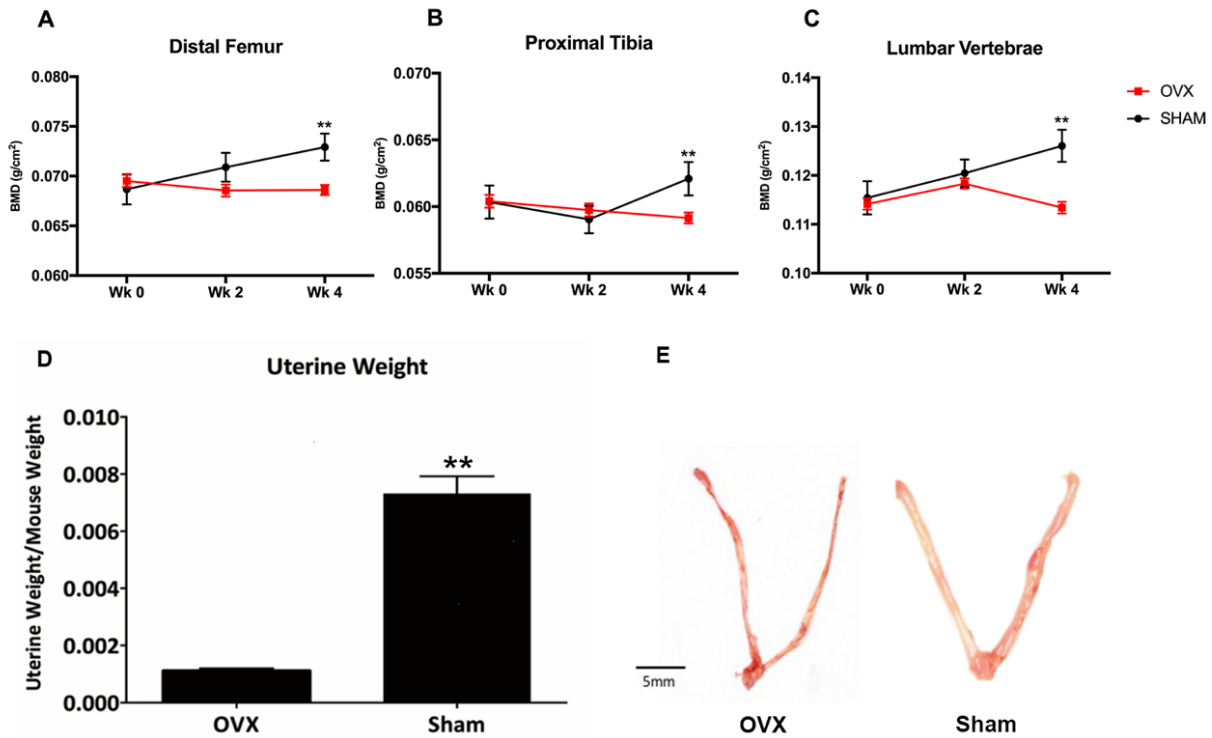 A
Distal Femur
BMD (g/cm²)
0.080
0.075
0.070
0.065
0.060
**
Wk 0 Wk 2 Wk 4
B
Proximal Tibia
BMD (g/cm²)
0.070
0.065
0.060
0.055
**
Wk 0 Wk 2 Wk 4
C
Lumbar Vertebrae
BMD (g/cm²)
0.14
0.13
0.12
0.11
0.10
**
Wk 0 Wk 2 Wk 4
OVX
SHAM
D
Uterine Weight
Uterine Weight/Mouse Weight
0.010
0.008
0.006
0.004
0.002
0.000
**
OVX Sham
E
5mm
OVX Sham